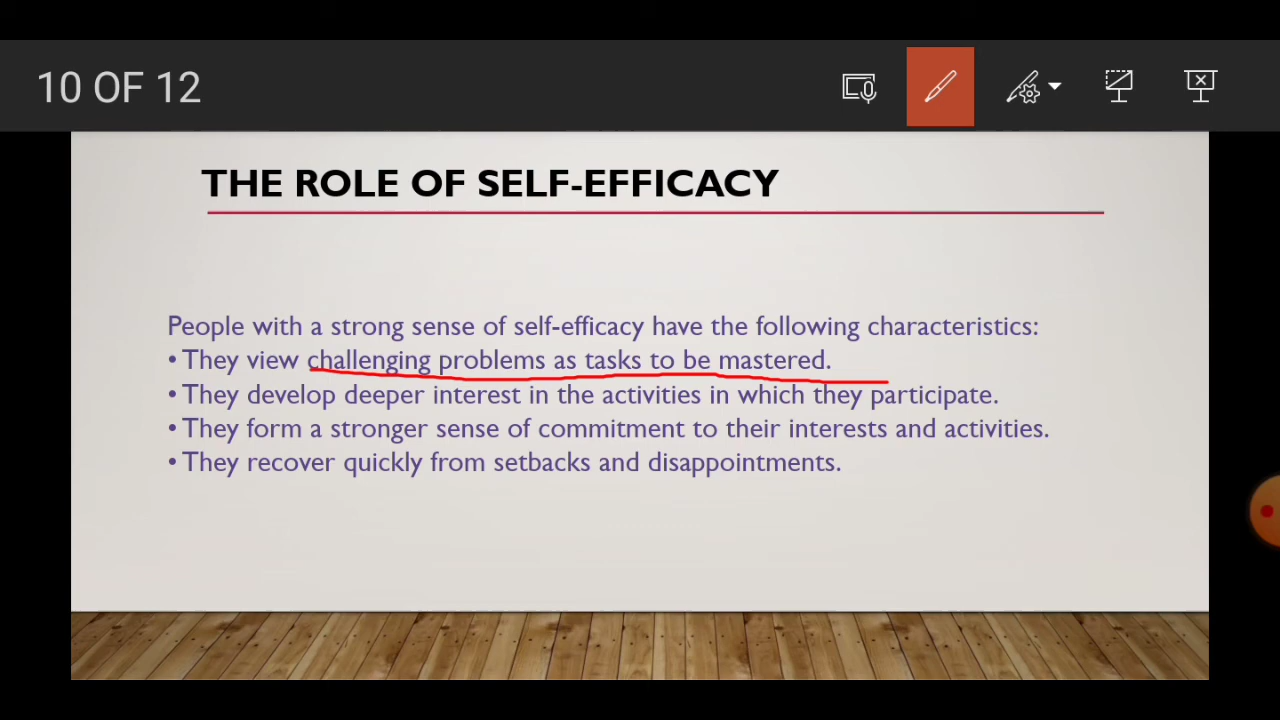 10 OF 12
THE ROLE OF SELF-EFFICACY
People with a strong sense of self-efficacy have the following characteristics:
• They view challenging problems as tasks to be mastered.
• They develop deeper interest in the activities in which they participate.
• They form a stronger sense of commitment to their interests and activities.
• They recover quickly from setbacks and disappointments.